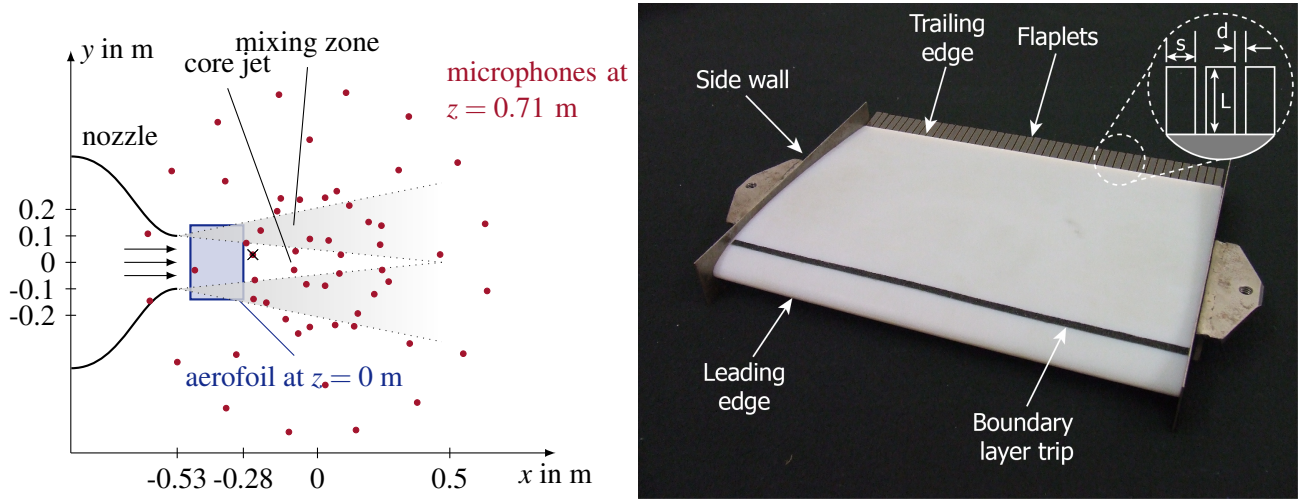 y in m
mixing zone
core jet
microphones at
z = 0.71 m
nozzle
0.2
0.1
0
-0.1
-0.2
aerofoil at z = 0 m
-0.53
-0.28
0
0.5
x in m
Trailing
edge
Flaplets
Side wall
s
d
L
Leading
edge
Boundary
layer trip